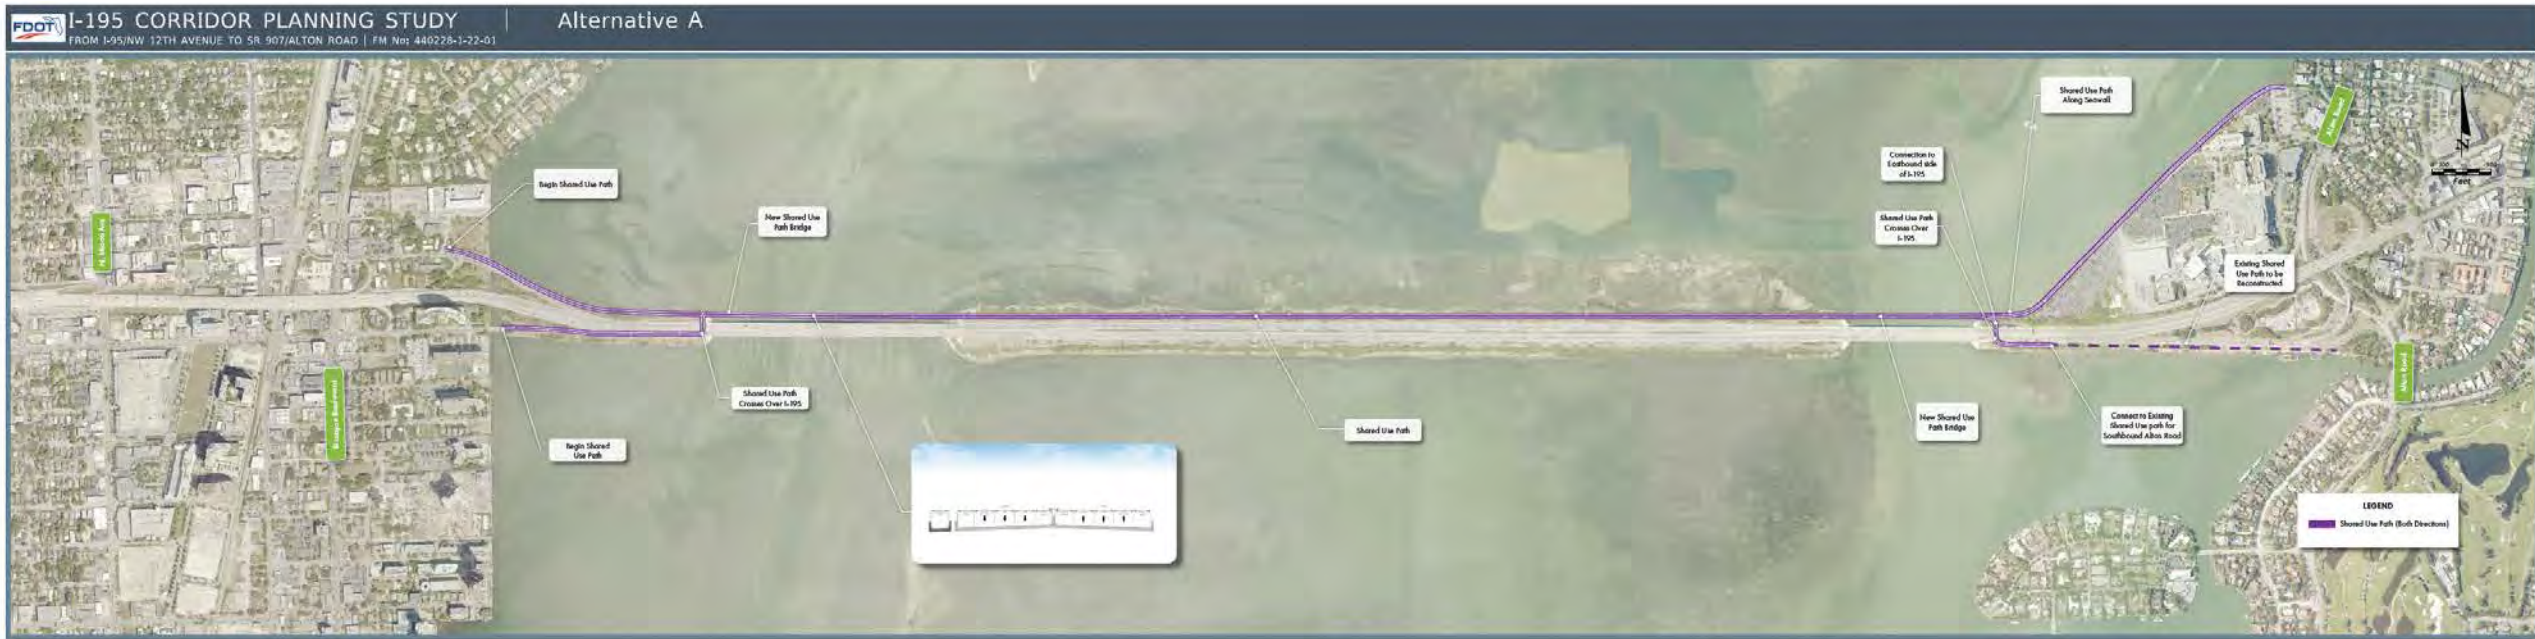 FDOT
I-195 CORRIDOR PLANNING STUDY
Alternative A
FROM I-95/NW 12TH AVENUE TO SR 907/ALTON ROAD | FM No: 440228-1-22-01
Shared Use Path
Along Seawall
Alton Road
N
Connection to
Eastbound side
of I-195
Feet
Begin Shared Use Path
New Shared Use
Path Bridge
Shared Use Path
Crosses Over
I-195
N. Miami Ave
Existing Shared
Use Path to be
Reconstructed
Biscayne Boulevard
Alton Road
Shared Use Path
Crosses Over I-195
Begin Shared
Use Path
Shared Use Path
New Shared Use
Path Bridge
Connect to Existing
Shared Use path for
Southbound Alton Road
LEGEND
Shared Use Path (Both Directions)